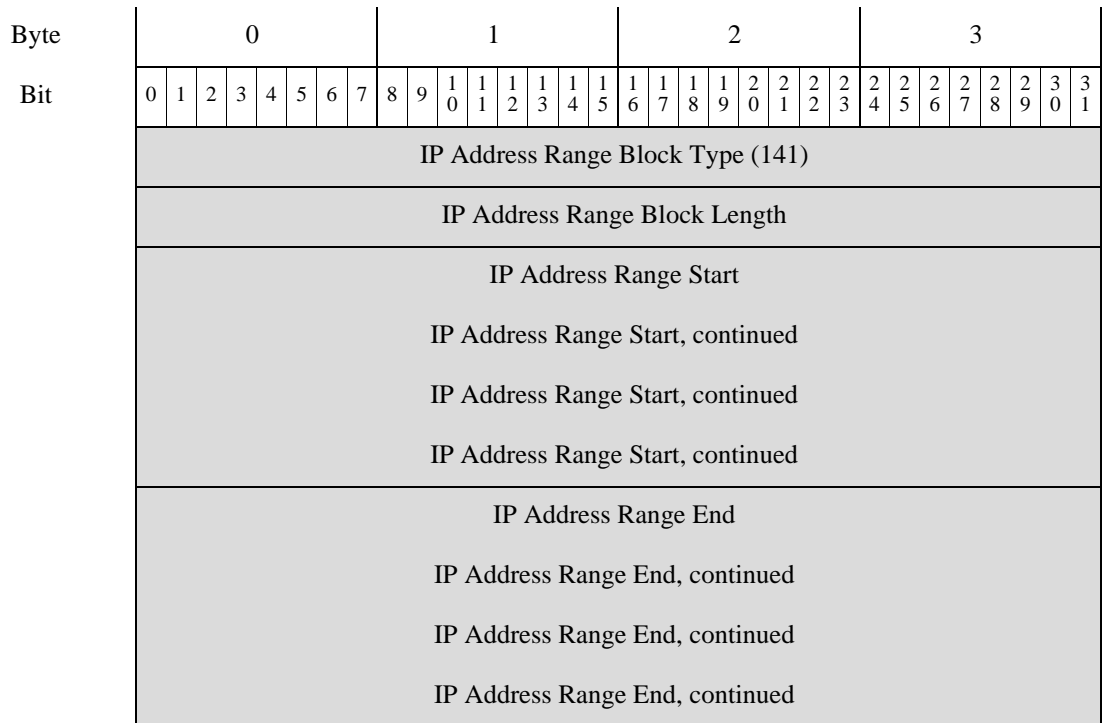 Byte 0 1 2 3
Bit 0 1 2 3 4 5 6 7 8 9 10 11 12 13 14 15 16 17 18 19 20 21 22 23 24 25 26 27 28 29 30 31
IP Address Range Block Type (141)
IP Address Range Block Length
IP Address Range Start
IP Address Range Start, continued
IP Address Range Start, continued
IP Address Range Start, continued
IP Address Range End
IP Address Range End, continued
IP Address Range End, continued
IP Address Range End, continued